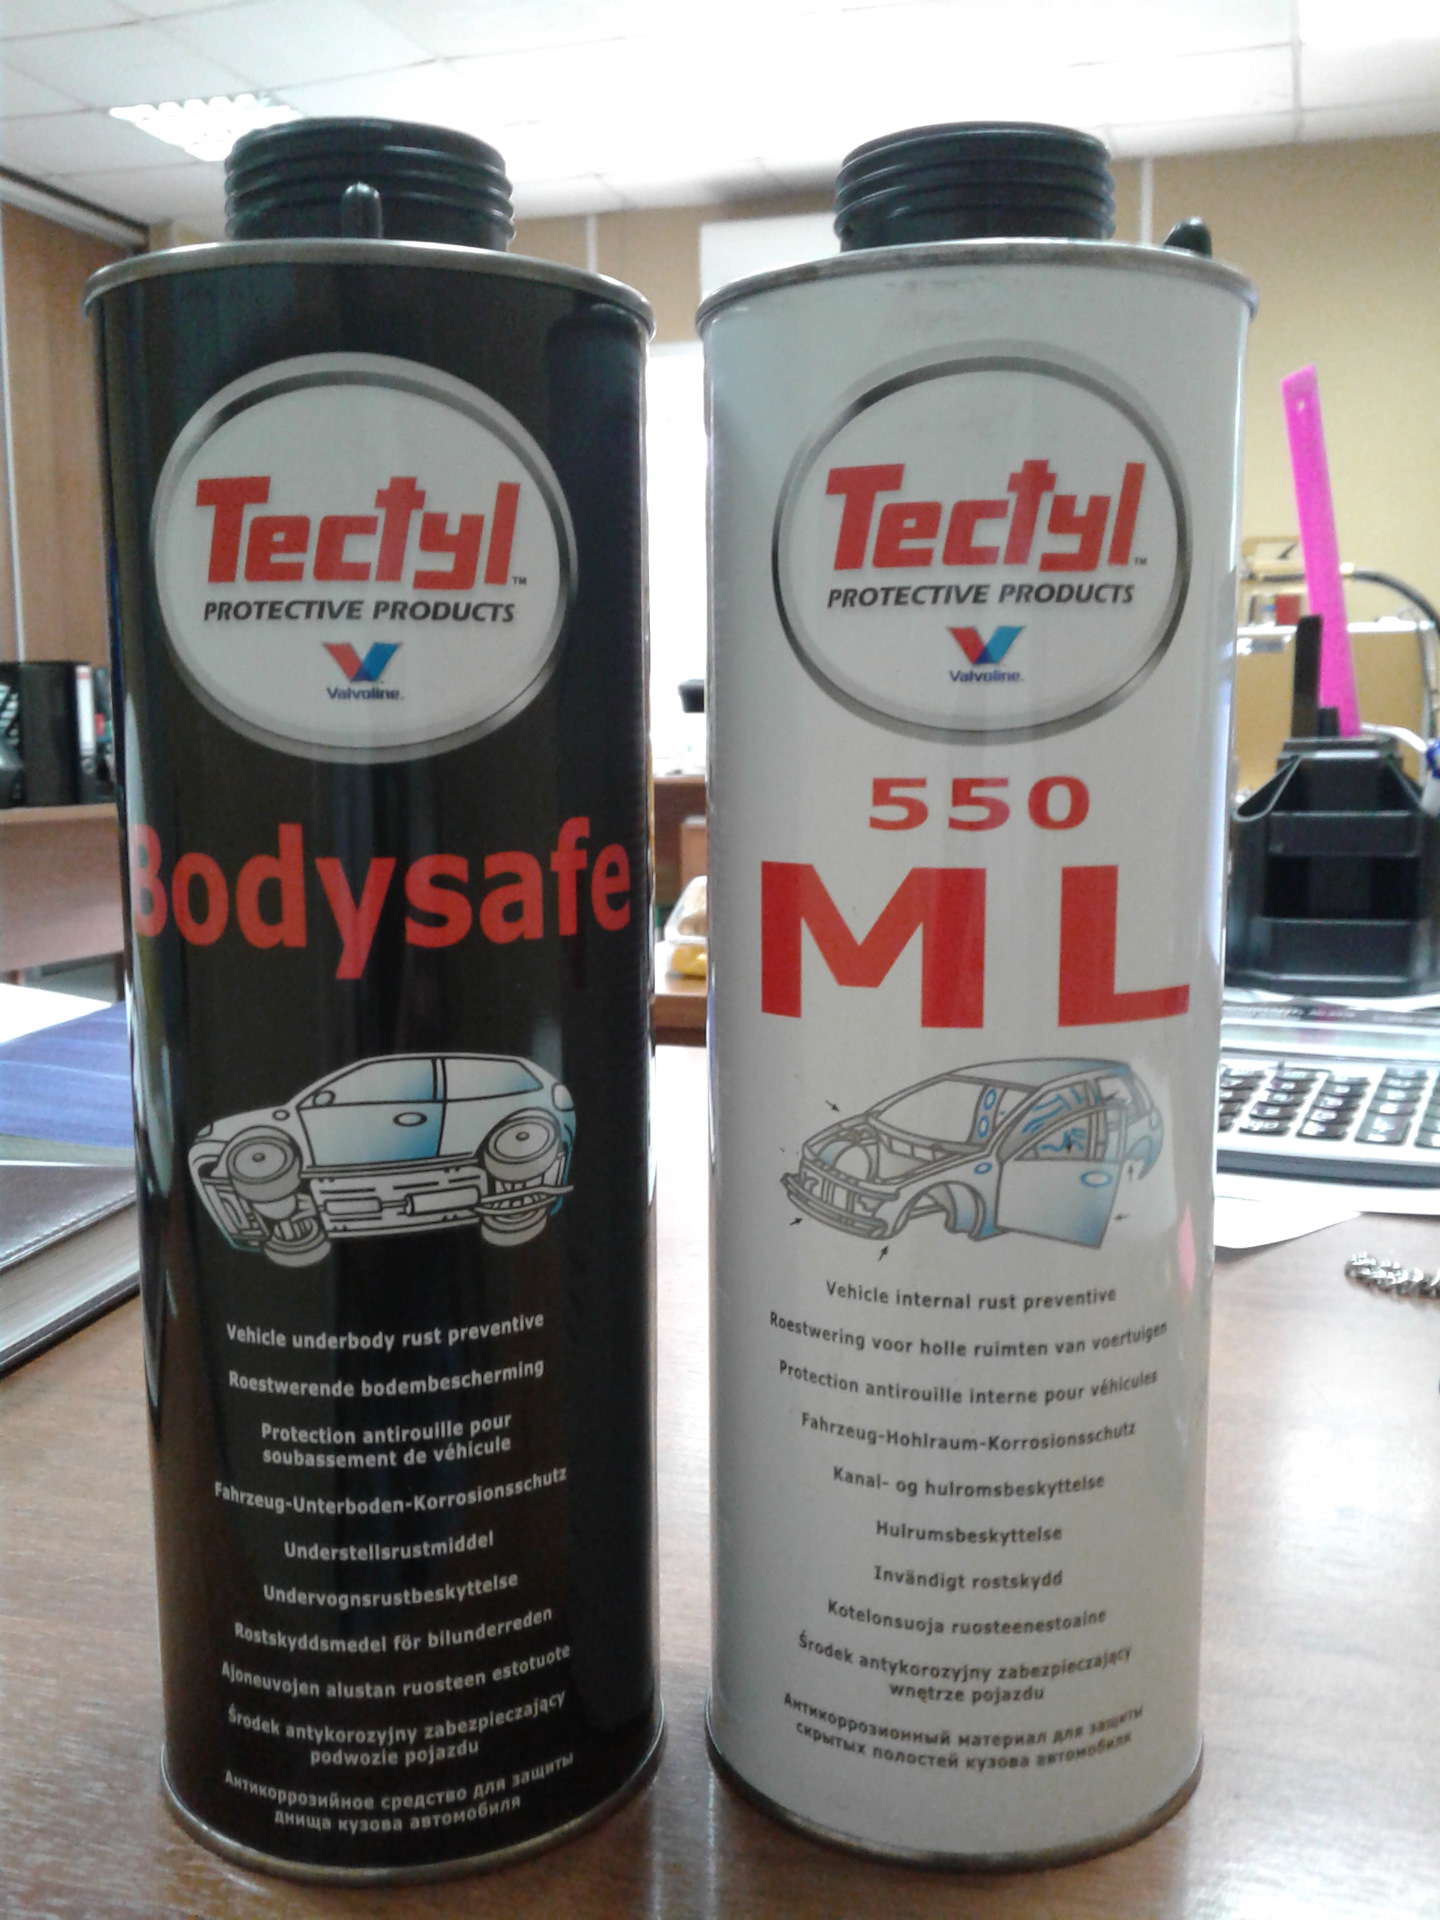 Tectyl™
PROTECTIVE PRODUCTS
Valvoline™
Bodysafe
Vehicle underbody rust preventive
Roestwerende bodembescherming
Protection antirouille pour
soubassement de véhicule
Fahrzeug-Unterboden-Korrosionsschutz
Understellsrustmiddel
Undervognsrustbeskyttelse
Rostskyddsmedel för bilunderreden
Ajoneuvojen alustan ruosteen estotuote
Środek antykorozyjny zabezpieczający
podwozie pojazdu
Антикоррозийное средство для защиты
днища кузова автомобиля
Tectyl™
PROTECTIVE PRODUCTS
Valvoline™
550
ML
Vehicle internal rust preventive
Roestwering voor holle ruimten van voertuigen
Protection antirouille interne pour véhicules
Fahrzeug-Hohlraum-Korrosionsschutz
Kanal- og hulromsbeskyttelse
Hulrumsbeskyttelse
Invändigt rostskydd
Kotelonsuoja ruosteenestoaine
Środek antykorozyjny zabezpieczający
wnętrze pojazdu
Антикоррозионный материал для защиты
скрытых полостей кузова автомобиля